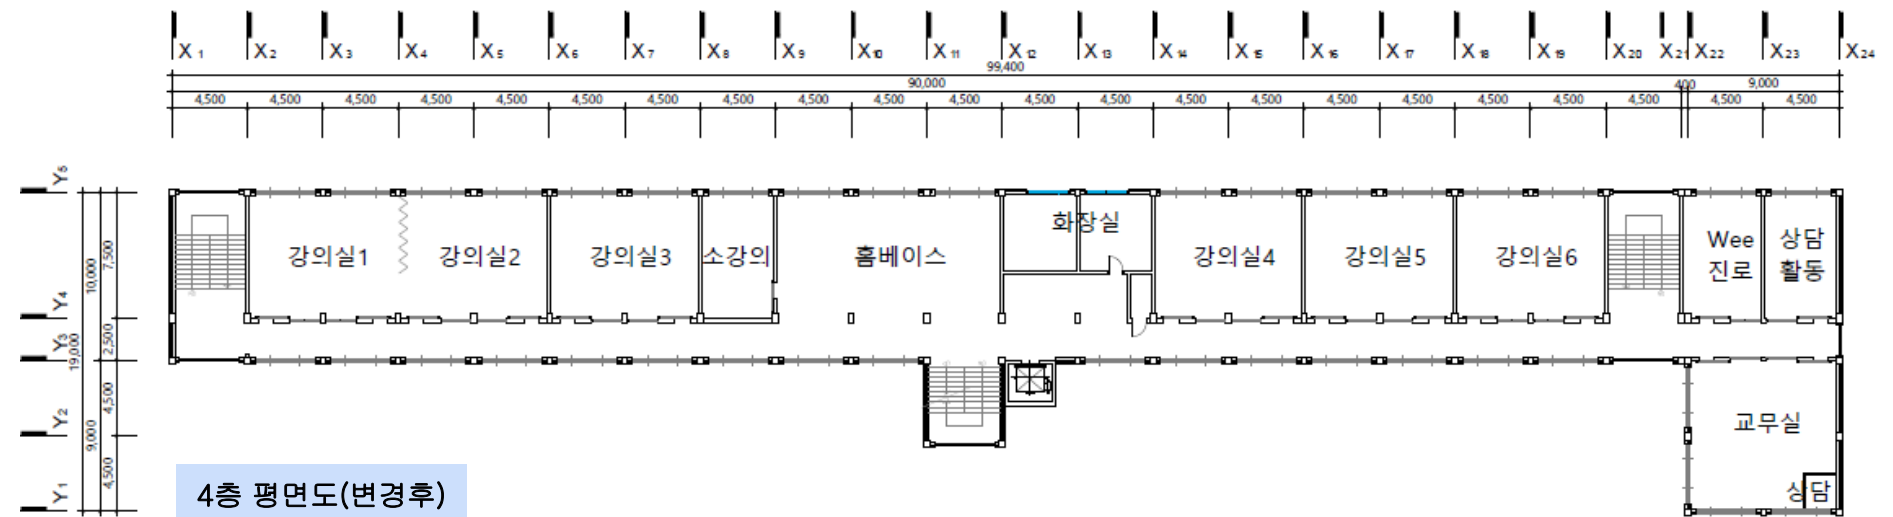 X1 X2 X3 X4 X5 X6 X7 X8 X9 X10 X11 X12 X13 X14 X15 X16 X17 X18 X19 X20 X21 X22 X23 X24
99,400
90,000 9,000
4,500 4,500 4,500 4,500 4,500 4,500 4,500 4,500 4,500 4,500 4,500 4,500 4,500 4,500 4,500 4,500 4,500 4,500 4,500 4,500 400 4,500 4,500
Y5
Y4
Y3
Y2
Y1
19,000
10,000
9,000
7,500
2,500
4,500
4,500
강의실1
강의실2
강의실3
소강의
홈베이스
화장실
강의실4
강의실5
강의실6
Wee
진로
상담
활동
교무실
상담
4층 평면도(변경후)